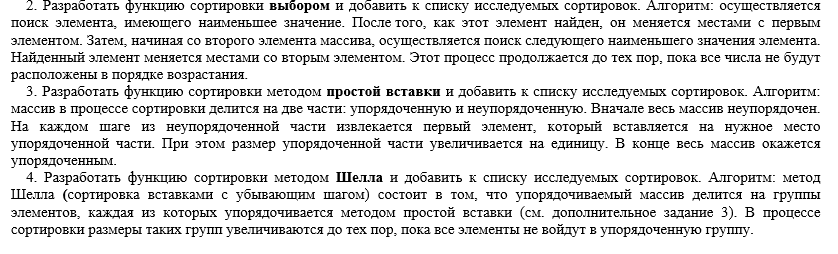 2. Разработать функцию сортировки выбором и добавить к списку исследуемых сортировок. Алгоритм: осуществляется
поиск элемента, имеющего наименьшее значение. После того, как этот элемент найден, он меняется местами с первым
элементом. Затем, начиная со второго элемента массива, осуществляется поиск следующего наименьшего значения элемента.
Найденный элемент меняется местами со вторым элементом. Этот процесс продолжается до тех пор, пока все числа не будут
расположены в порядке возрастания.
3. Разработать функцию сортировки методом простой вставки и добавить к списку исследуемых сортировок. Алгоритм:
массив в процессе сортировки делится на две части: упорядоченную и неупорядоченную. Вначале весь массив неупорядочен.
На каждом шаге из неупорядоченной части извлекается первый элемент, который вставляется на нужное место
упорядоченной части. При этом размер упорядоченной части увеличивается на единицу. В конце весь массив окажется
упорядоченным.
4. Разработать функцию сортировки методом Шелла и добавить к списку исследуемых сортировок. Алгоритм: метод
Шелла (сортировка вставками с убывающим шагом) состоит в том, что упорядочиваемый массив делится на группы
элементов, каждая из которых упорядочивается методом простой вставки (см. дополнительное задание 3). В процессе
сортировки размеры таких групп увеличиваются до тех пор, пока все элементы не войдут в упорядоченную группу.